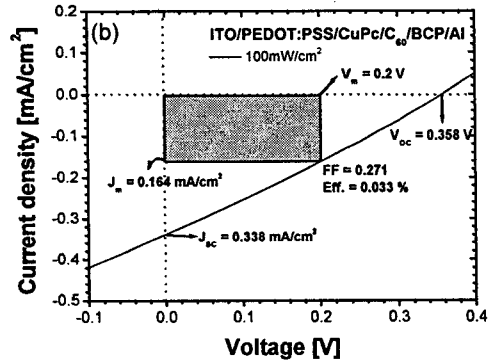 (b)
ITO/PEDOT:PSS/CuPc/C60/BCP/Al
100mW/cm²
Vm = 0.2 V
Voc = 0.358 V
Jm = 0.164 mA/cm²
FF = 0.271
Eff. = 0.033 %
Jsc = 0.338 mA/cm²
Current density [mA/cm²]
0.2
0.1
0.0
-0.1
-0.2
-0.3
-0.4
-0.5
-0.1
0.0
0.1
0.2
0.3
0.4
Voltage [V]